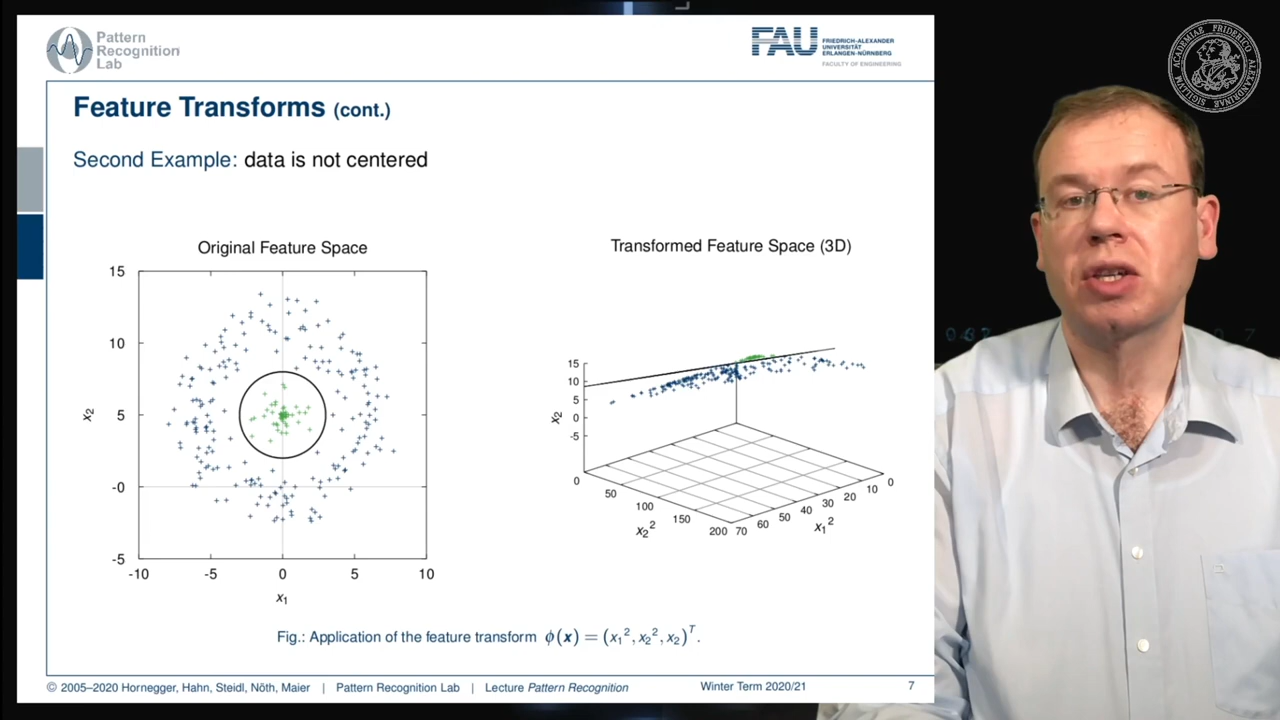 Pattern
Recognition
Lab
FAU
FRIEDRICH-ALEXANDER
UNIVERSITÄT
ERLANGEN-NÜRNBERG
FACULTY OF ENGINEERING
Feature Transforms (cont.)
Second Example: data is not centered
Original Feature Space
15
10
5
-0
-5
-10 -5 0 5 10
x₂
x₁
Transformed Feature Space (3D)
15
10
5
0
-5
x₂
0 50 100 150 200
x₂²
70 60 50 40 30 20 10 0
x₁²
Fig.: Application of the feature transform ϕ(x) = (x₁², x₂², x₂)ᵀ.
© 2005–2020 Hornegger, Hahn, Steidl, Nöth, Maier | Pattern Recognition Lab | Lecture Pattern Recognition Winter Term 2020/21 7